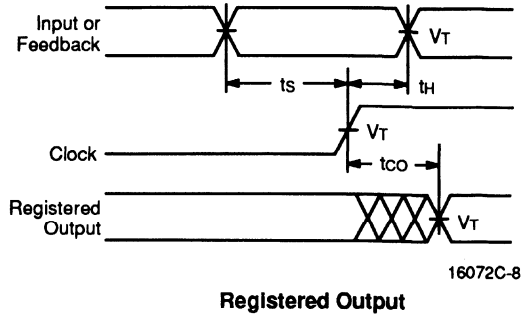 Input or
Feedback
VT
tS
tH
VT
Clock
tCO
Registered
Output
VT
16072C-8
Registered Output